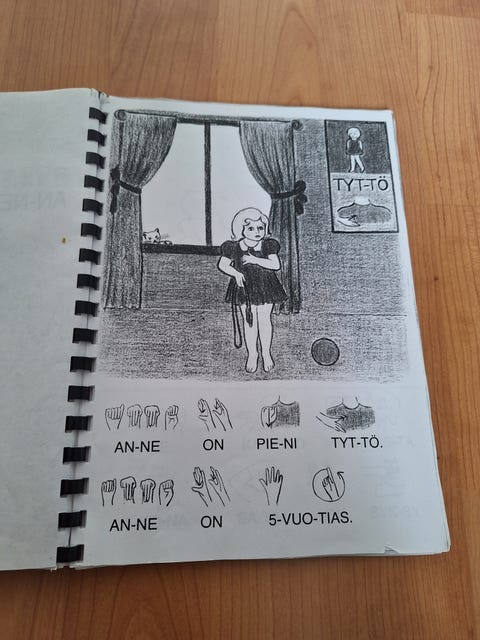 TYT-TÖ
AN-NE ON PIE-NI TYT-TÖ.
AN-NE ON 5-VUO-TIAS.